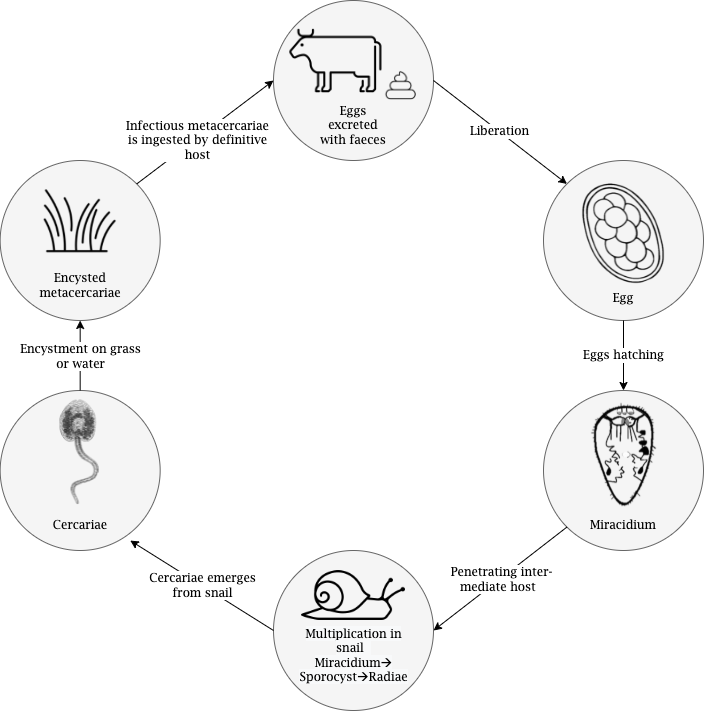 Eggs
excreted
with faeces
Liberation
Egg
Eggs hatching
Miracidium
Penetrating inter-
mediate host
Multiplication in
snail
Miracidium→
Sporocyst→Radiae
Cercariae emerges
from snail
Cercariae
Encystment on grass
or water
Encysted
metacercariae
Infectious metacercariae
is ingested by definitive
host